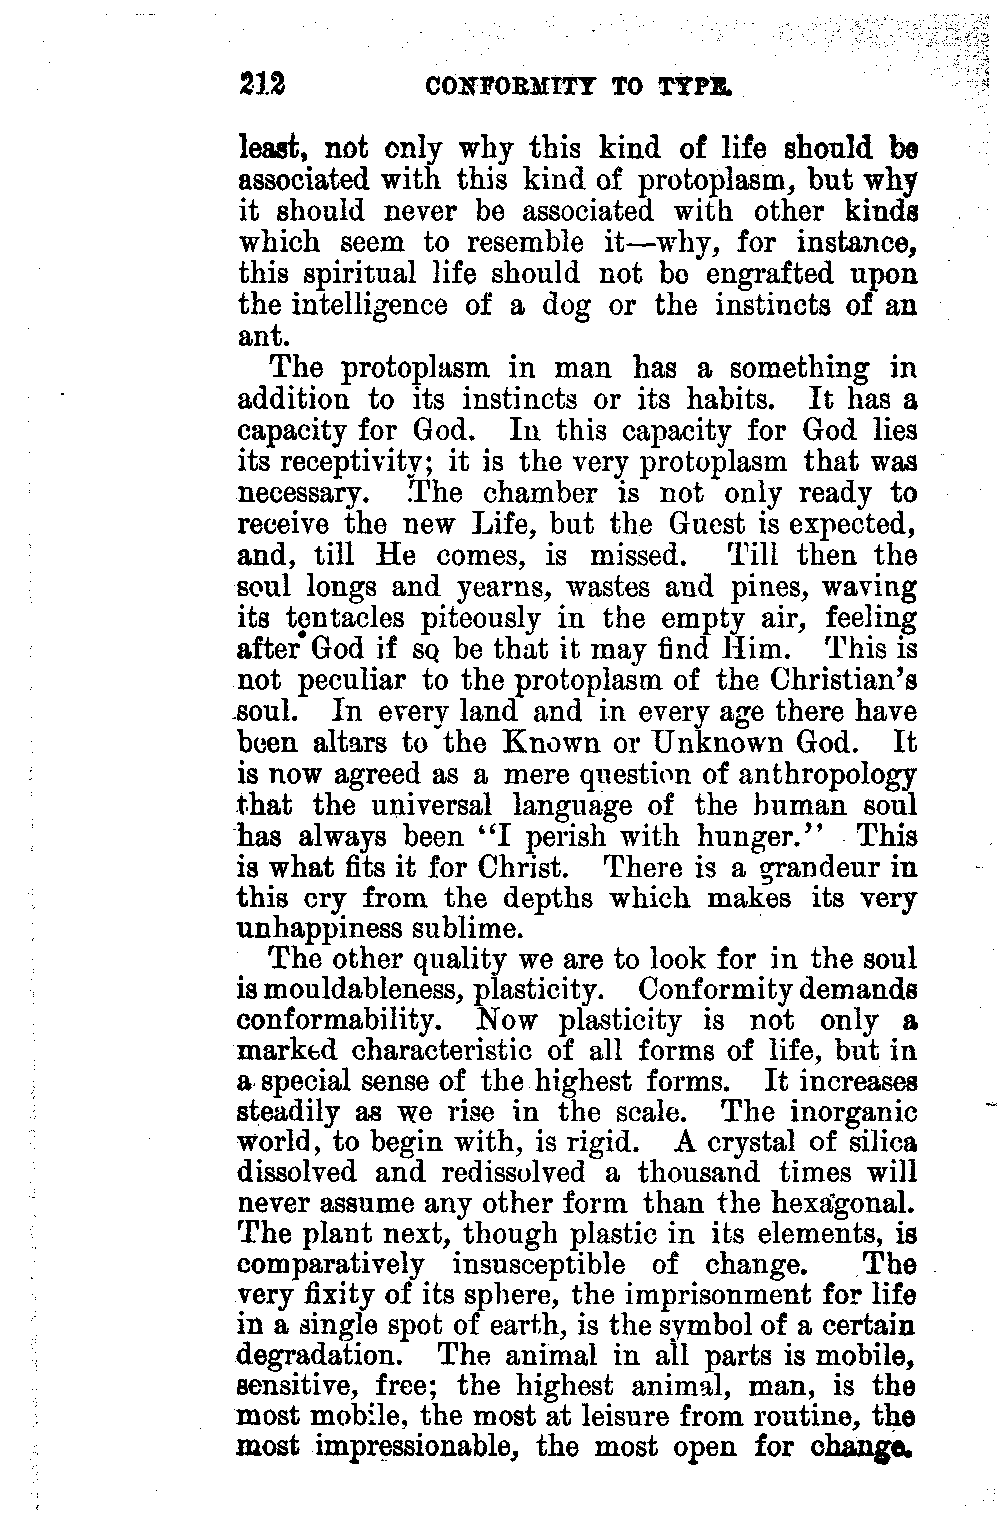 212 CONFORMITY TO TYPE.
least, not only why this kind of life should be
associated with this kind of protoplasm, but why
it should never be associated with other kinds
which seem to resemble it—why, for instance,
this spiritual life should not be engrafted upon
the intelligence of a dog or the instincts of an
ant.
The protoplasm in man has a something in
addition to its instincts or its habits. It has a
capacity for God. In this capacity for God lies
its receptivity; it is the very protoplasm that was
necessary. The chamber is not only ready to
receive the new Life, but the Guest is expected,
and, till He comes, is missed. Till then the
soul longs and yearns, wastes and pines, waving
its tentacles piteously in the empty air, feeling
after God if so be that it may find Him. This is
not peculiar to the protoplasm of the Christian's
soul. In every land and in every age there have
been altars to the Known or Unknown God. It
is now agreed as a mere question of anthropology
that the universal language of the human soul
has always been "I perish with hunger." This
is what fits it for Christ. There is a grandeur in
this cry from the depths which makes its very
unhappiness sublime.
The other quality we are to look for in the soul
is mouldableness, plasticity. Conformity demands
conformability. Now plasticity is not only a
marked characteristic of all forms of life, but in
a special sense of the highest forms. It increases
steadily as we rise in the scale. The inorganic
world, to begin with, is rigid. A crystal of silica
dissolved and redissolved a thousand times will
never assume any other form than the hexagonal.
The plant next, though plastic in its elements, is
comparatively insusceptible of change. The
very fixity of its sphere, the imprisonment for life
in a single spot of earth, is the symbol of a certain
degradation. The animal in all parts is mobile,
sensitive, free; the highest animal, man, is the
most mobile, the most at leisure from routine, the
most impressionable, the most open for change.